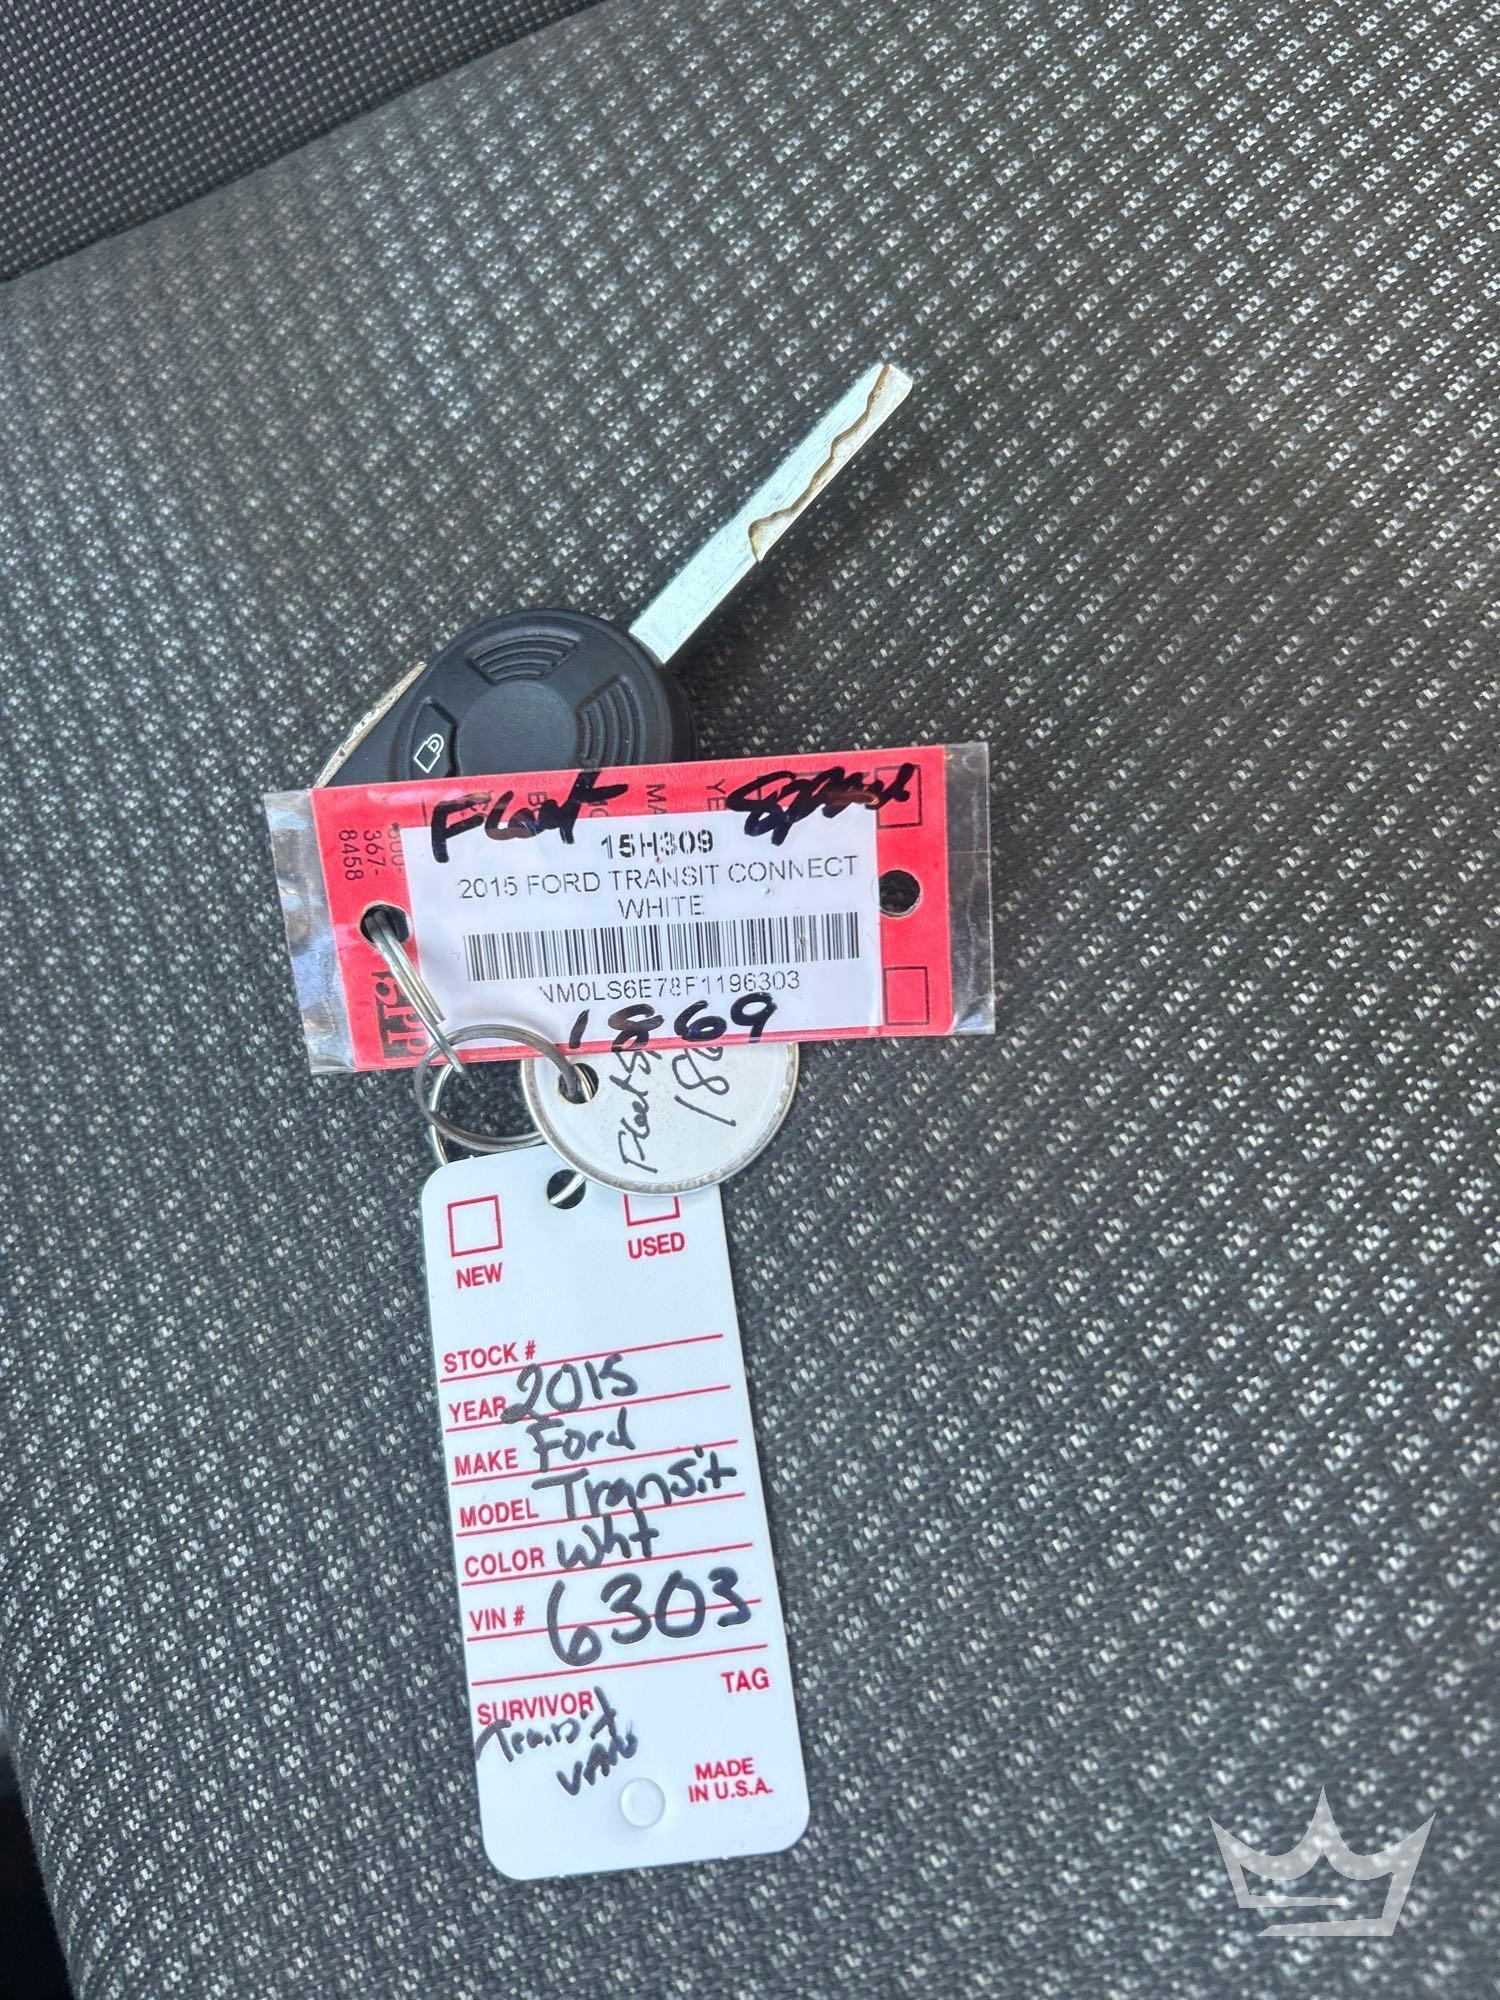 15H309
2015 FORD TRANSIT CONNECT
WHITE
NM0LS6E78F1196303
1869
367-
8458
Fleet
18
NEW
USED
STOCK #
YEAR 2015
MAKE Ford
MODEL Transit
COLOR Wht
VIN # 6303
SURVIVOR TAG
Transit
VAN
MADE
IN U.S.A.